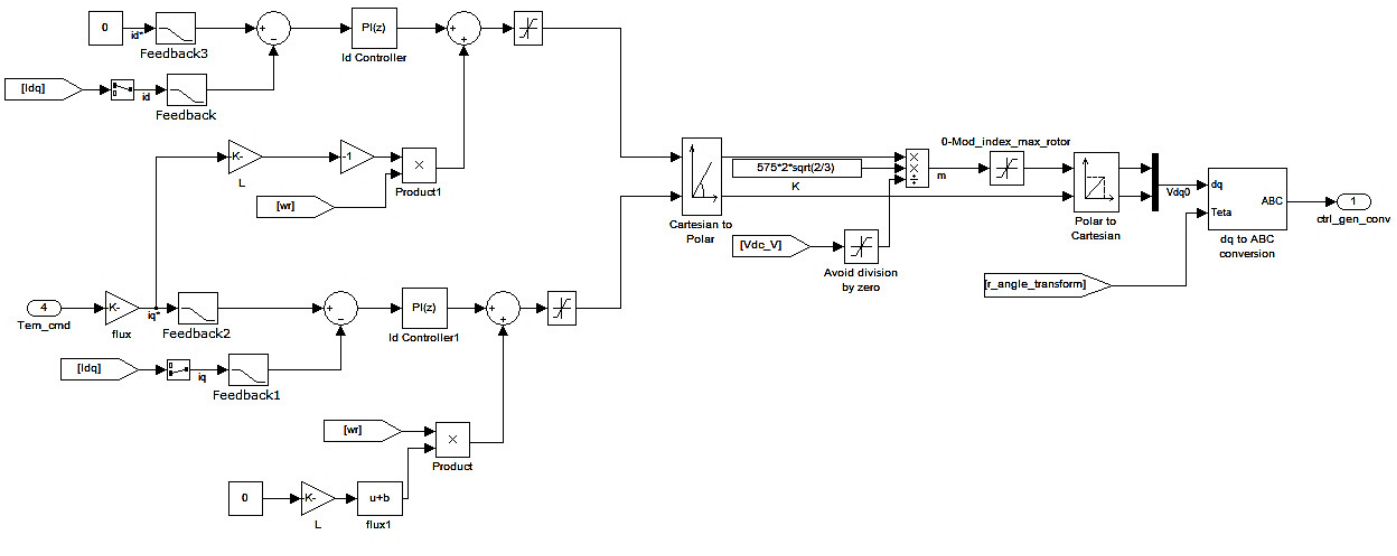 0
id*
Feedback3
+
−
PI(z)
Id Controller
+
+
[Idq]
id
Feedback
K-
L
-1
×
Product1
[wr]
4
Tem_cmd
K-
flux
iq*
Feedback2
+
−
PI(z)
Id Controller1
+
+
[Idq]
iq
Feedback1
[wr]
×
Product
0
K-
L
u+b
flux1
Cartesian to
Polar
575*2*sqrt(2/3)
K
×
×
÷
m
[Vdc_V]
Avoid division
by zero
0-Mod_index_max_rotor
Polar to
Cartesian
Vdq0
[r_angle_transform]
dq
Teta
ABC
dq to ABC
conversion
1
ctrl_gen_conv